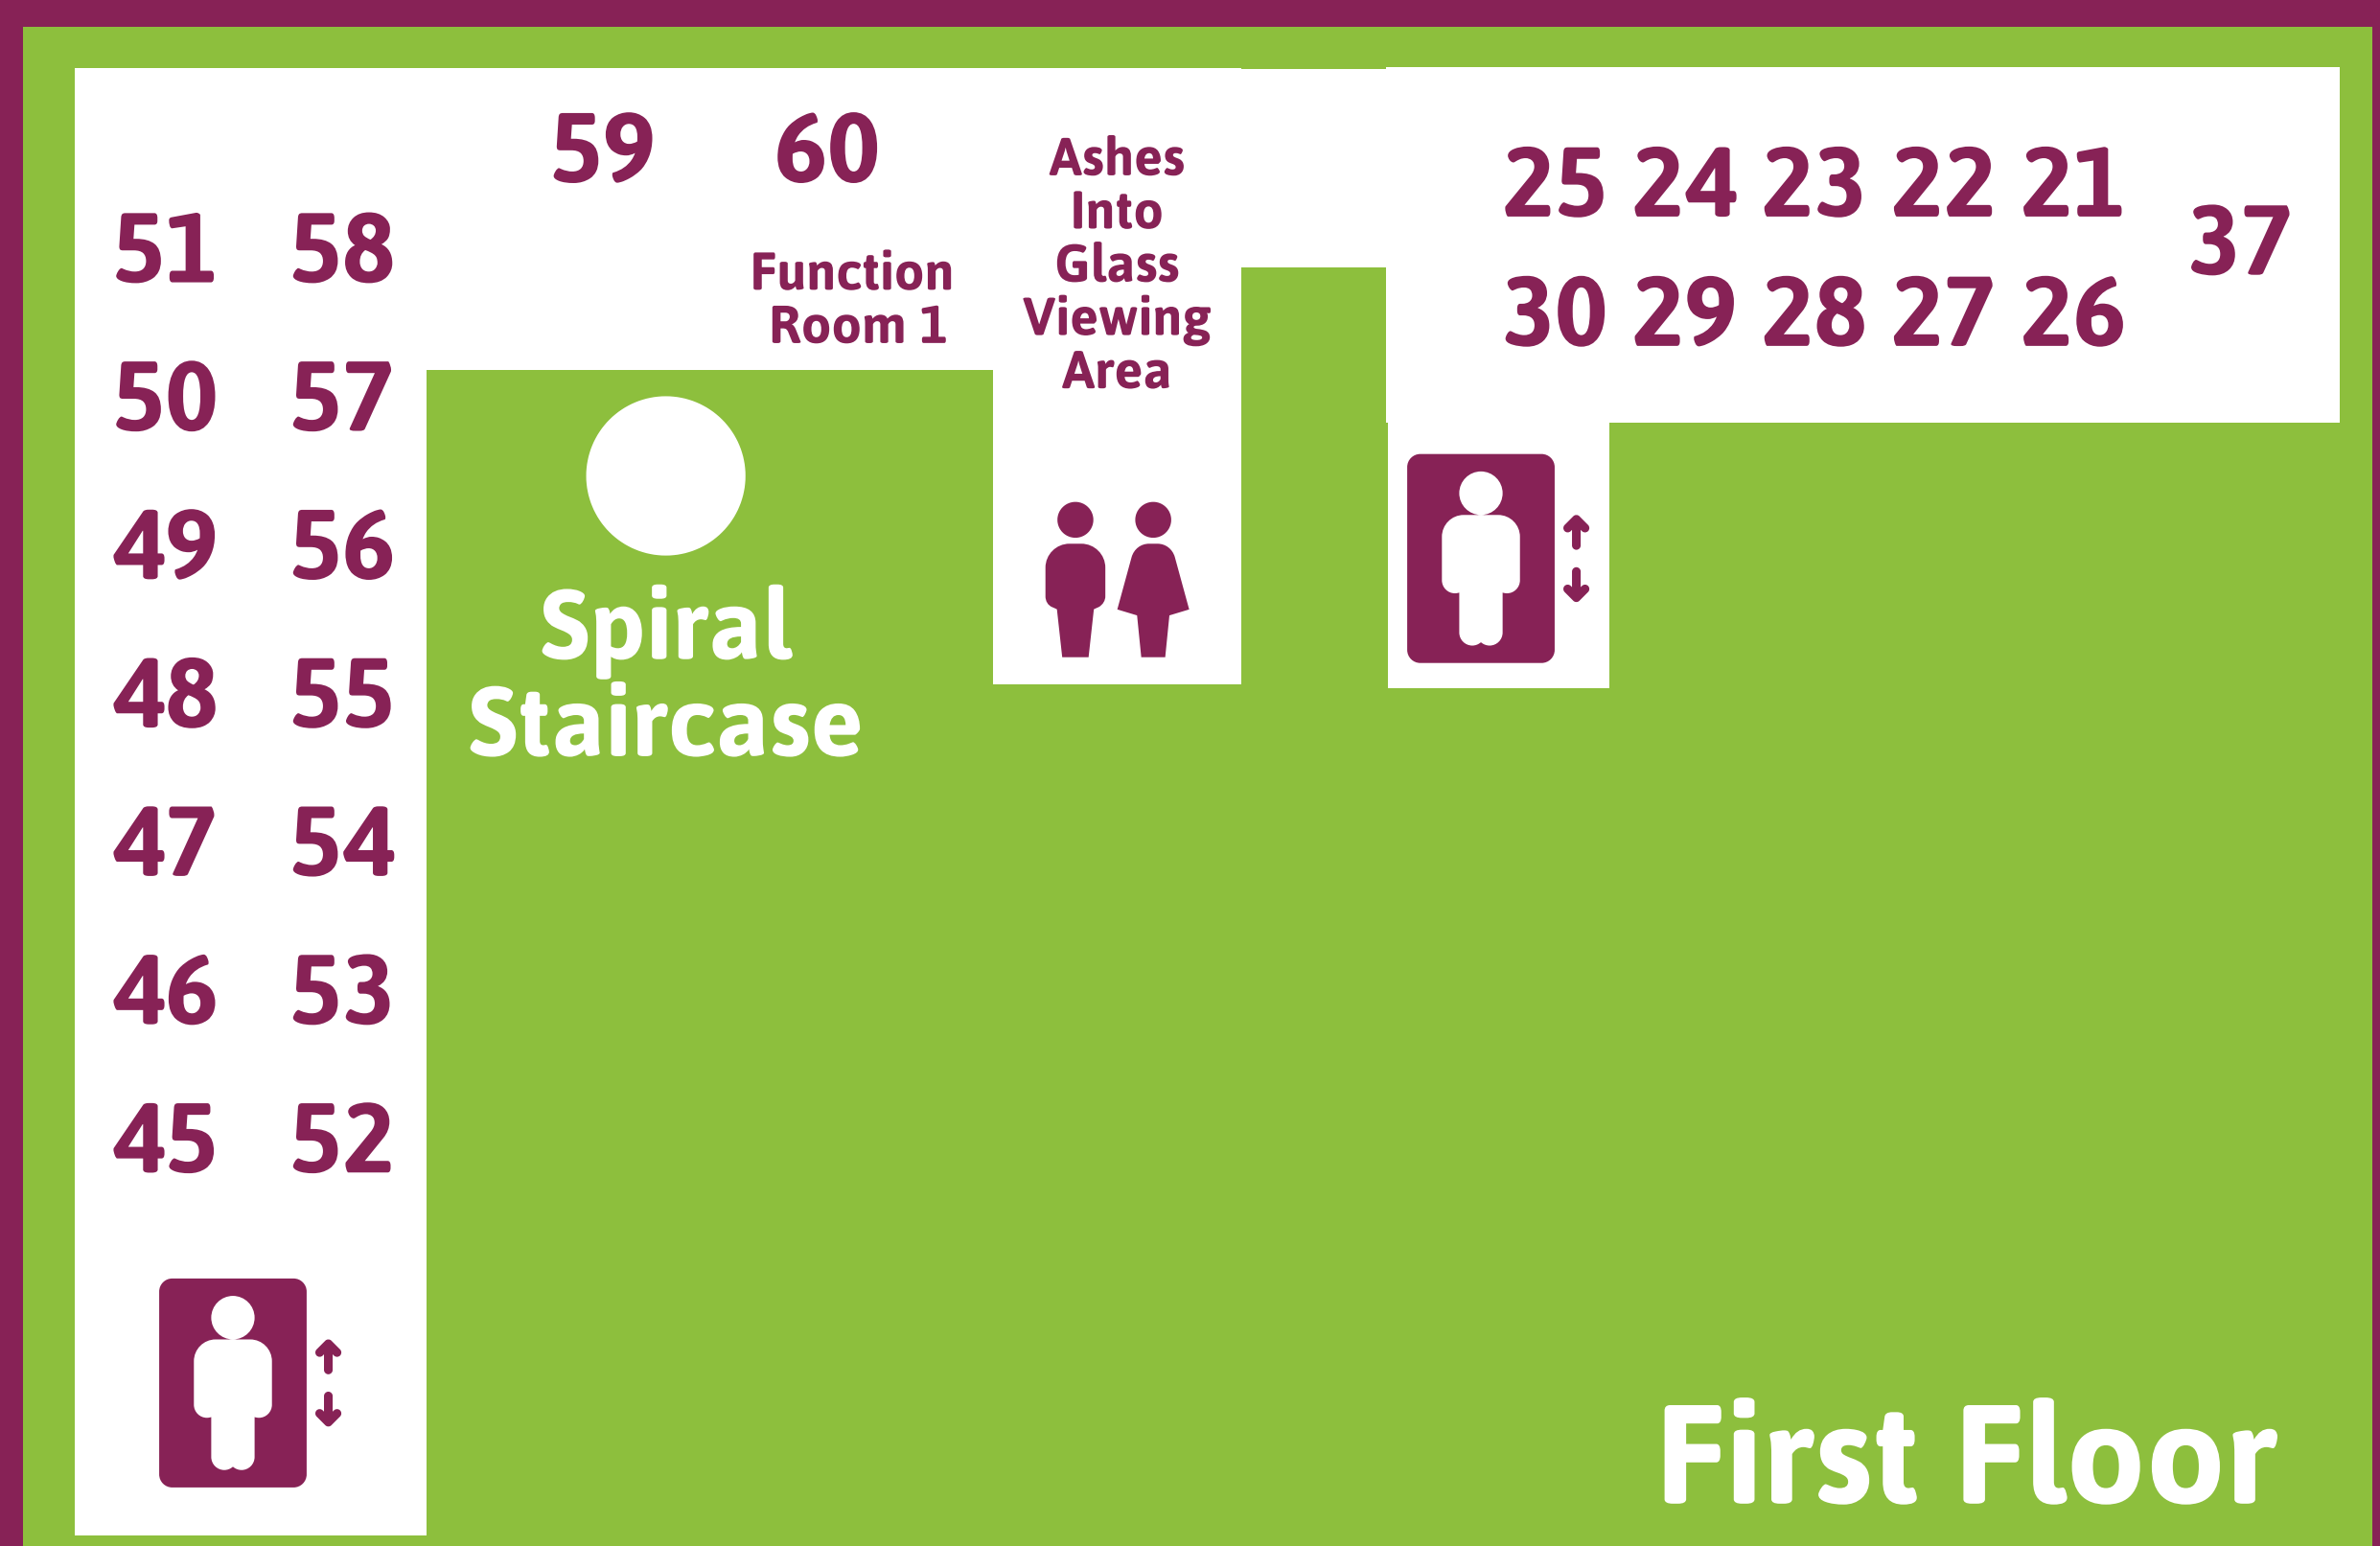 59 60
Ashes
Into
Glass
Viewing
Area
Function
Room 1
51 58
50 57
49 56
48 55
47 54
46 53
45 52
25 24 23 22 21
30 29 28 27 26
37
Spiral
Staircase
First Floor